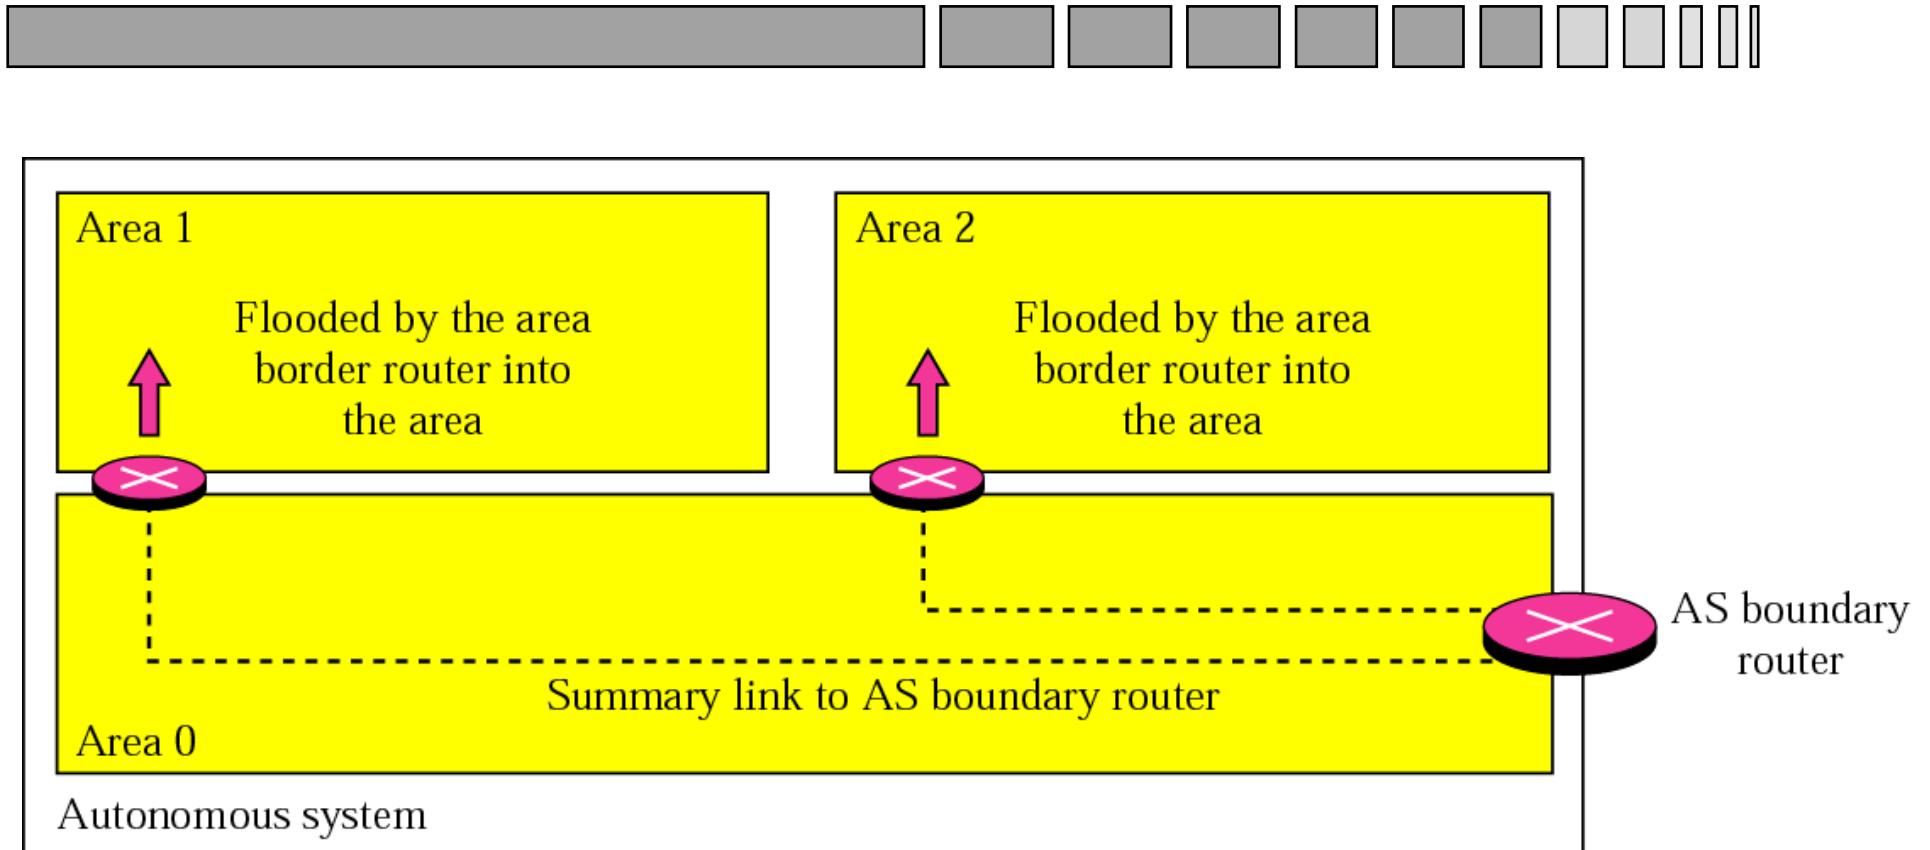 Area 1
Flooded by the area
border router into
the area
Area 2
Flooded by the area
border router into
the area
AS boundary
router
Summary link to AS boundary router
Area 0
Autonomous system